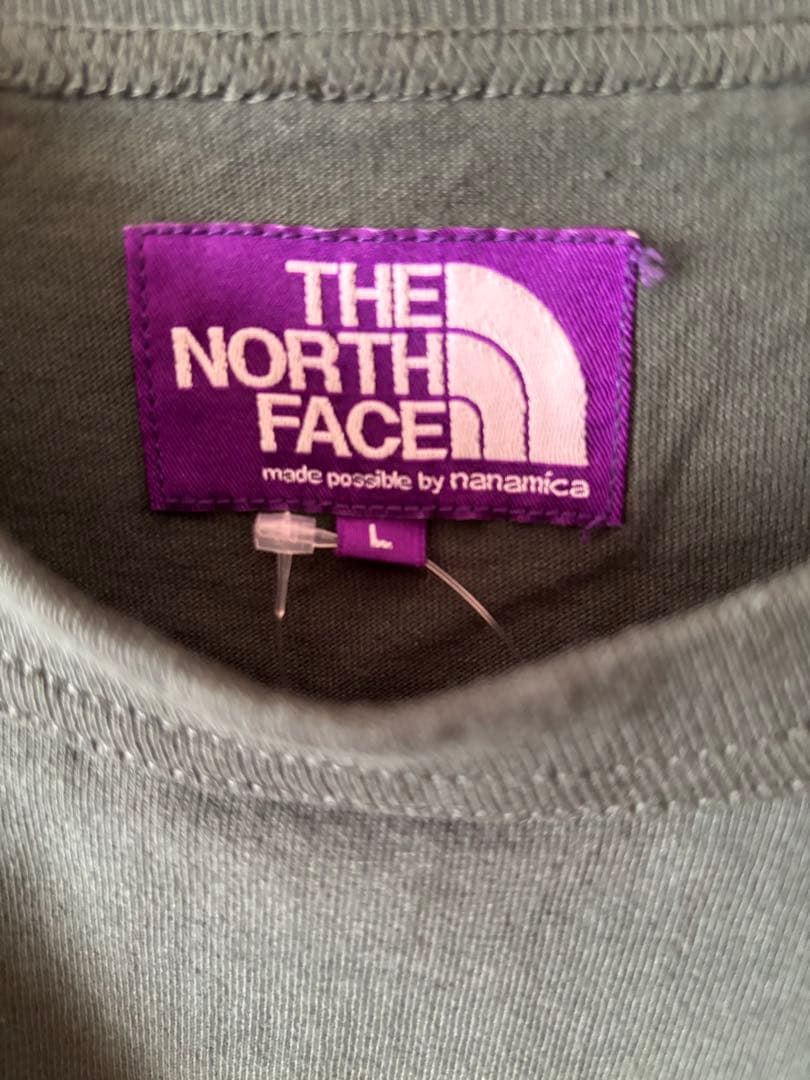 THE
NORTH
FACE
made possible by nanamica
L